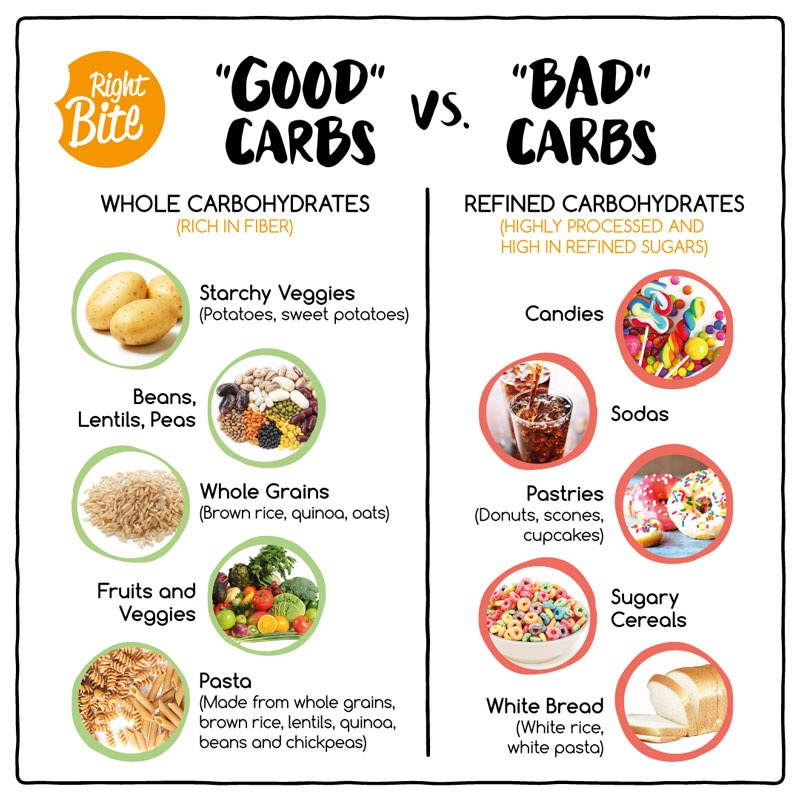 Right
Bite
"GOOD"
CARBS
VS.
"BAD"
CARBS
WHOLE CARBOHYDRATES
(RICH IN FIBER)
Starchy Veggies
(Potatoes, sweet potatoes)
Beans,
Lentils, Peas
Whole Grains
(Brown rice, quinoa, oats)
Fruits and
Veggies
Pasta
(Made from whole grains,
brown rice, lentils, quinoa,
beans and chickpeas)
REFINED CARBOHYDRATES
(HIGHLY PROCESSED AND
HIGH IN REFINED SUGARS)
Candies
Sodas
Pastries
(Donuts, scones,
cupcakes)
Sugary
Cereals
White Bread
(White rice,
white pasta)